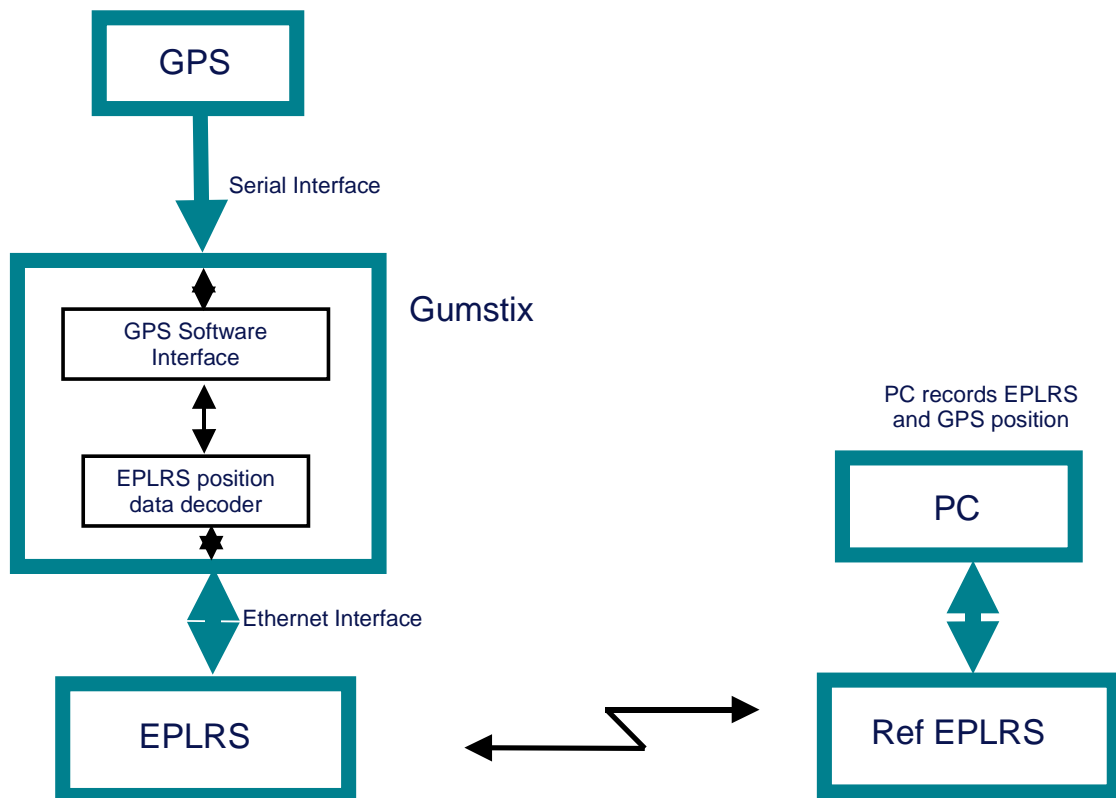 GPS
Serial Interface
Gumstix
GPS Software
Interface
EPLRS position
data decoder
Ethernet Interface
EPLRS
PC records EPLRS
and GPS position
PC
Ref EPLRS